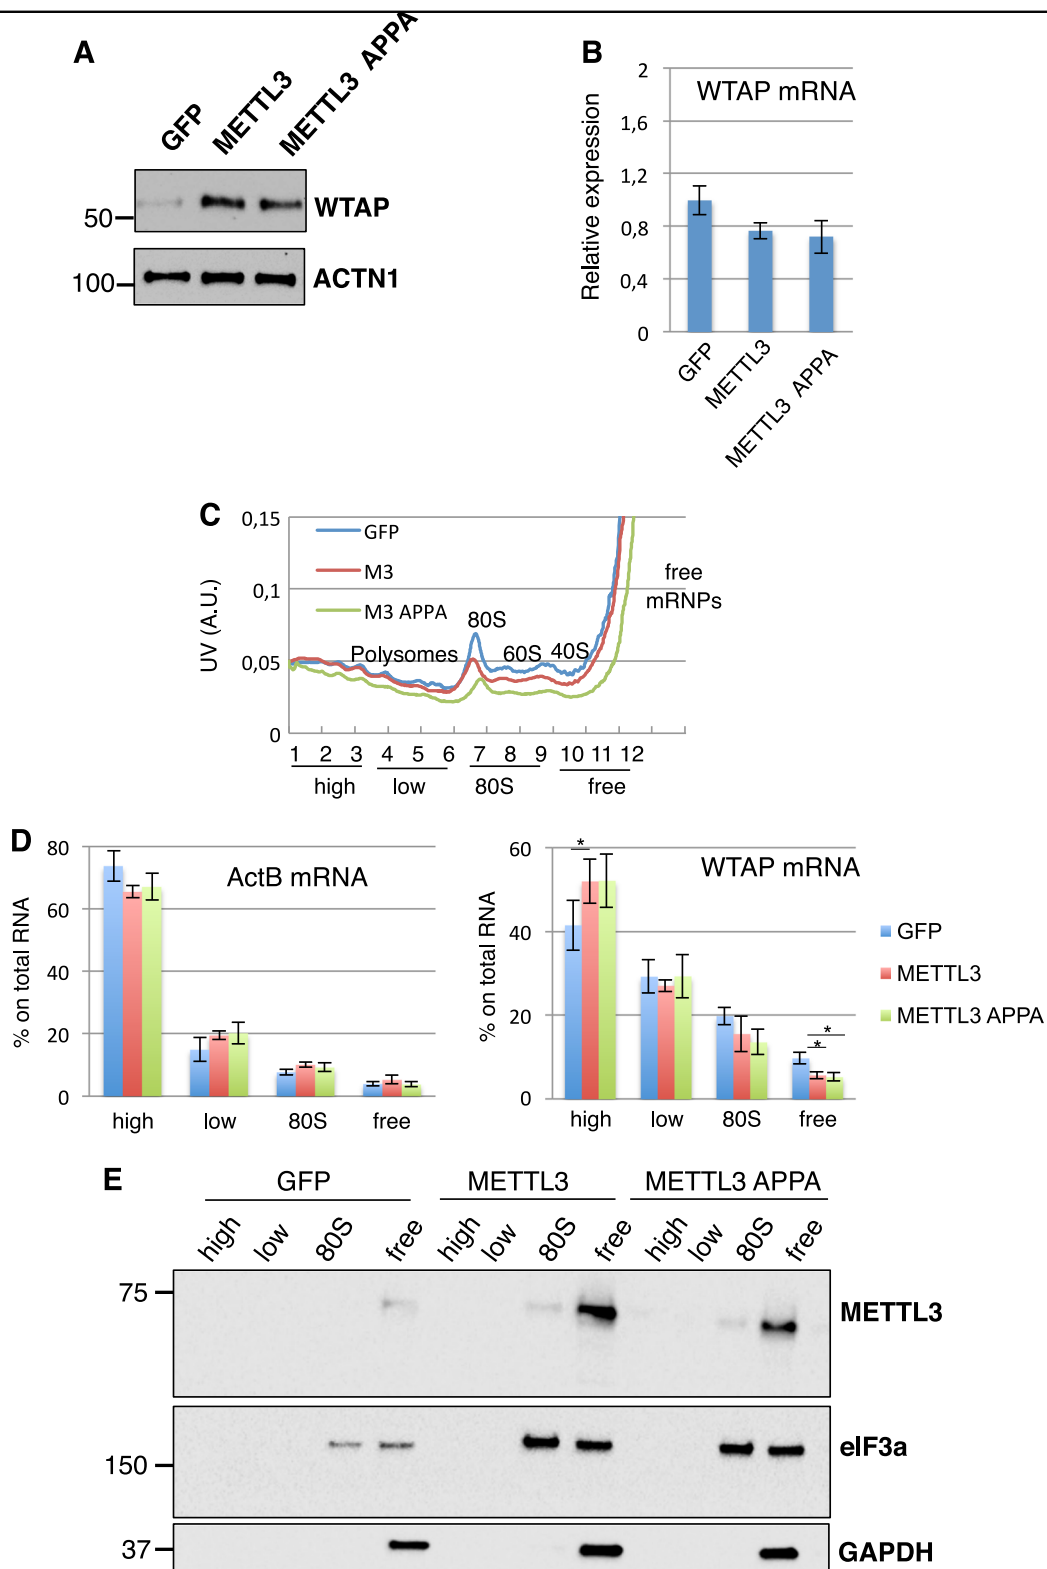 A
GFP
METTL3
METTL3 APPA
50
WTAP
100
ACTN1
B
WTAP mRNA
Relative expression
2
1,6
1,2
0,8
0,4
0
GFP
METTL3
METTL3 APPA
C
UV (A.U.)
0,15
0,1
0,05
0
GFP
M3
M3 APPA
Polysomes
80S
60S
40S
free
mRNPs
1 2 3 4 5 6 7 8 9 10 11 12
high low 80S free
D
ActB mRNA
% on total RNA
80
60
40
20
0
high low 80S free
WTAP mRNA
% on total RNA
60
40
20
0
*
*
*
high low 80S free
GFP
METTL3
METTL3 APPA
E
GFP METTL3 METTL3 APPA
high low 80S free high low 80S free high low 80S free
75
METTL3
150
eIF3a
37
GAPDH